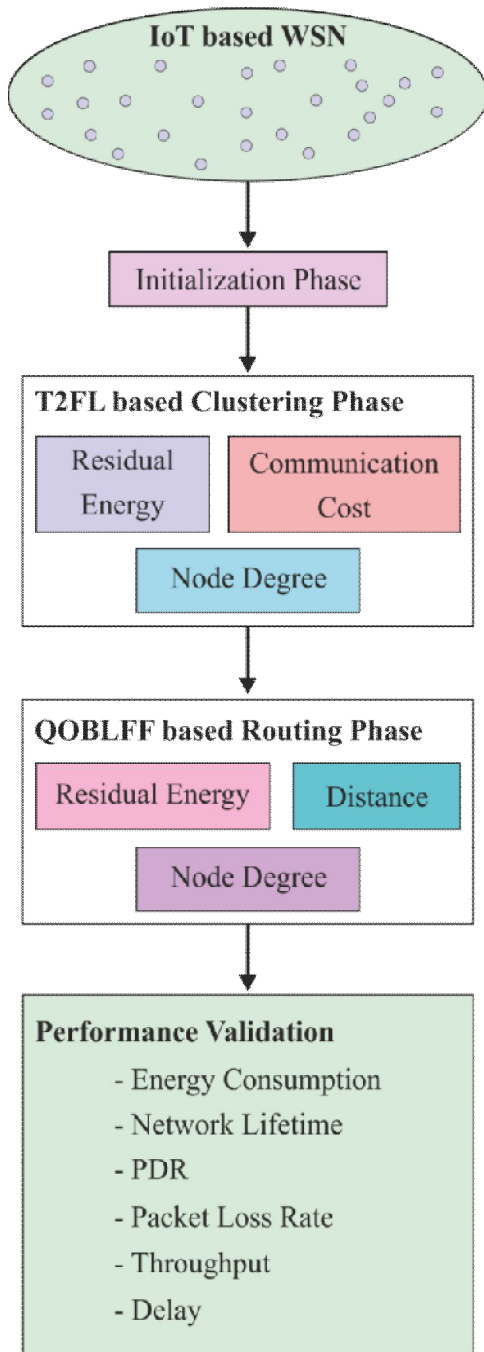 IoT based WSN
Initialization Phase
T2FL based Clustering Phase
Residual
Energy
Communication
Cost
Node Degree
QOBLFF based Routing Phase
Residual Energy
Distance
Node Degree
Performance Validation
- Energy Consumption
- Network Lifetime
- PDR
- Packet Loss Rate
- Throughput
- Delay